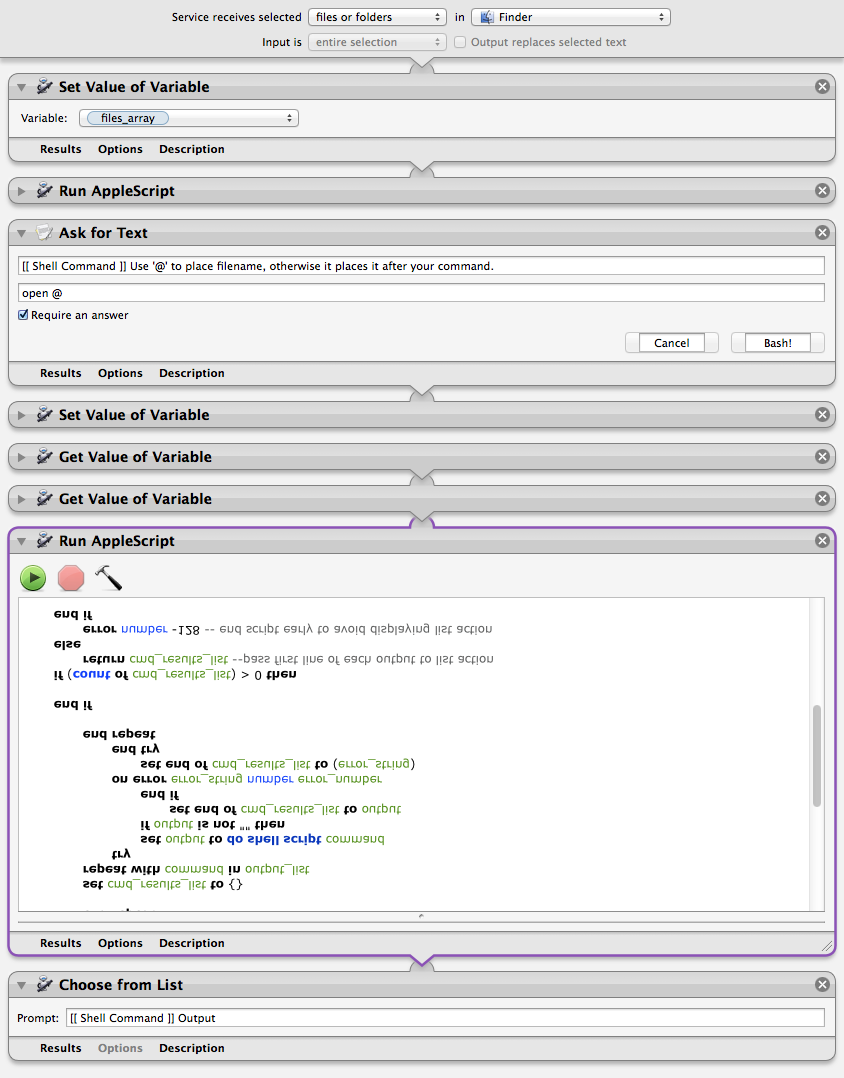 Service receives selected files or folders in Finder
Input is entire selection Output replaces selected text
Set Value of Variable
Variable: files_array
Results Options Description
Run AppleScript
Ask for Text
[[ Shell Command ]] Use '@' to place filename, otherwise it places it after your command.
open @
Require an answer
Cancel Bash!
Results Options Description
Set Value of Variable
Get Value of Variable
Get Value of Variable
Run AppleScript
set cmd_results_list to {}
repeat with command in output_list
try
set output to do shell script command
if output is not "" then
set end of cmd_results_list to output
end if
on error error_string number error_number
set end of cmd_results_list to (error_string)
end try
end repeat
end if
if (count of cmd_results_list) > 0 then
return cmd_results_list --pass first line of each output to list action
else
error number -128 -- end script early to avoid displaying list action
end if
Results Options Description
Choose from List
Prompt: [[ Shell Command ]] Output
Results Options Description